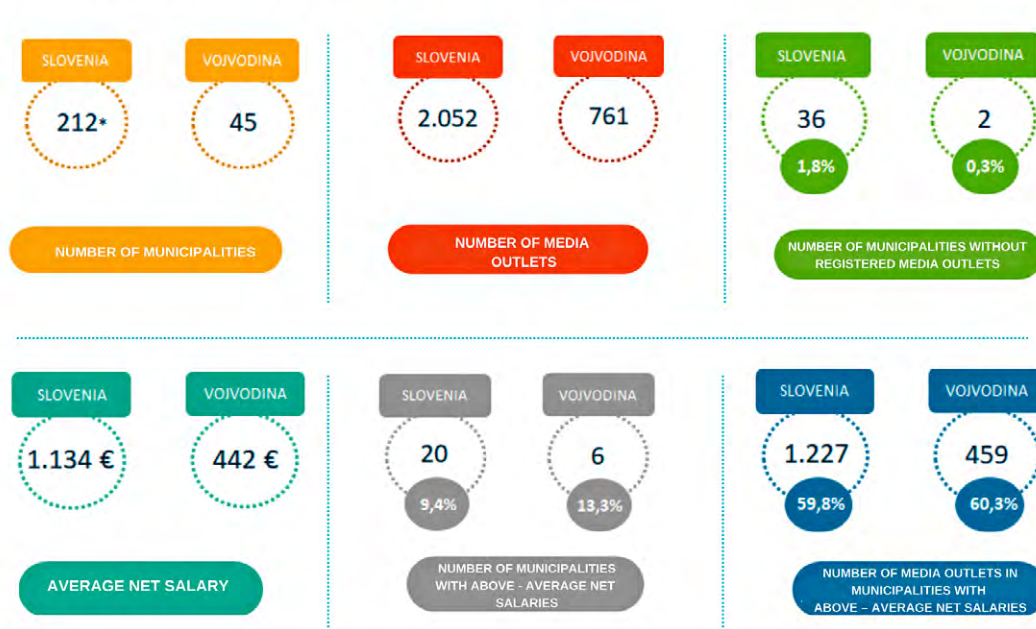 SLOVENIA
VOJVODINA
212*
45
NUMBER OF MUNICIPALITIES
SLOVENIA
VOJVODINA
2.052
761
NUMBER OF MEDIA
OUTLETS
SLOVENIA
VOJVODINA
36
2
1,8%
0,3%
NUMBER OF MUNICIPALITIES WITHOUT
REGISTERED MEDIA OUTLETS
SLOVENIA
VOJVODINA
1.134 €
442 €
AVERAGE NET SALARY
SLOVENIA
VOJVODINA
20
6
9,4%
13,3%
NUMBER OF MUNICIPALITIES
WITH ABOVE - AVERAGE NET
SALARIES
SLOVENIA
VOJVODINA
1.227
459
59,8%
60,3%
NUMBER OF MEDIA OUTLETS IN
MUNICIPALITIES WITH
ABOVE – AVERAGE NET SALARIES